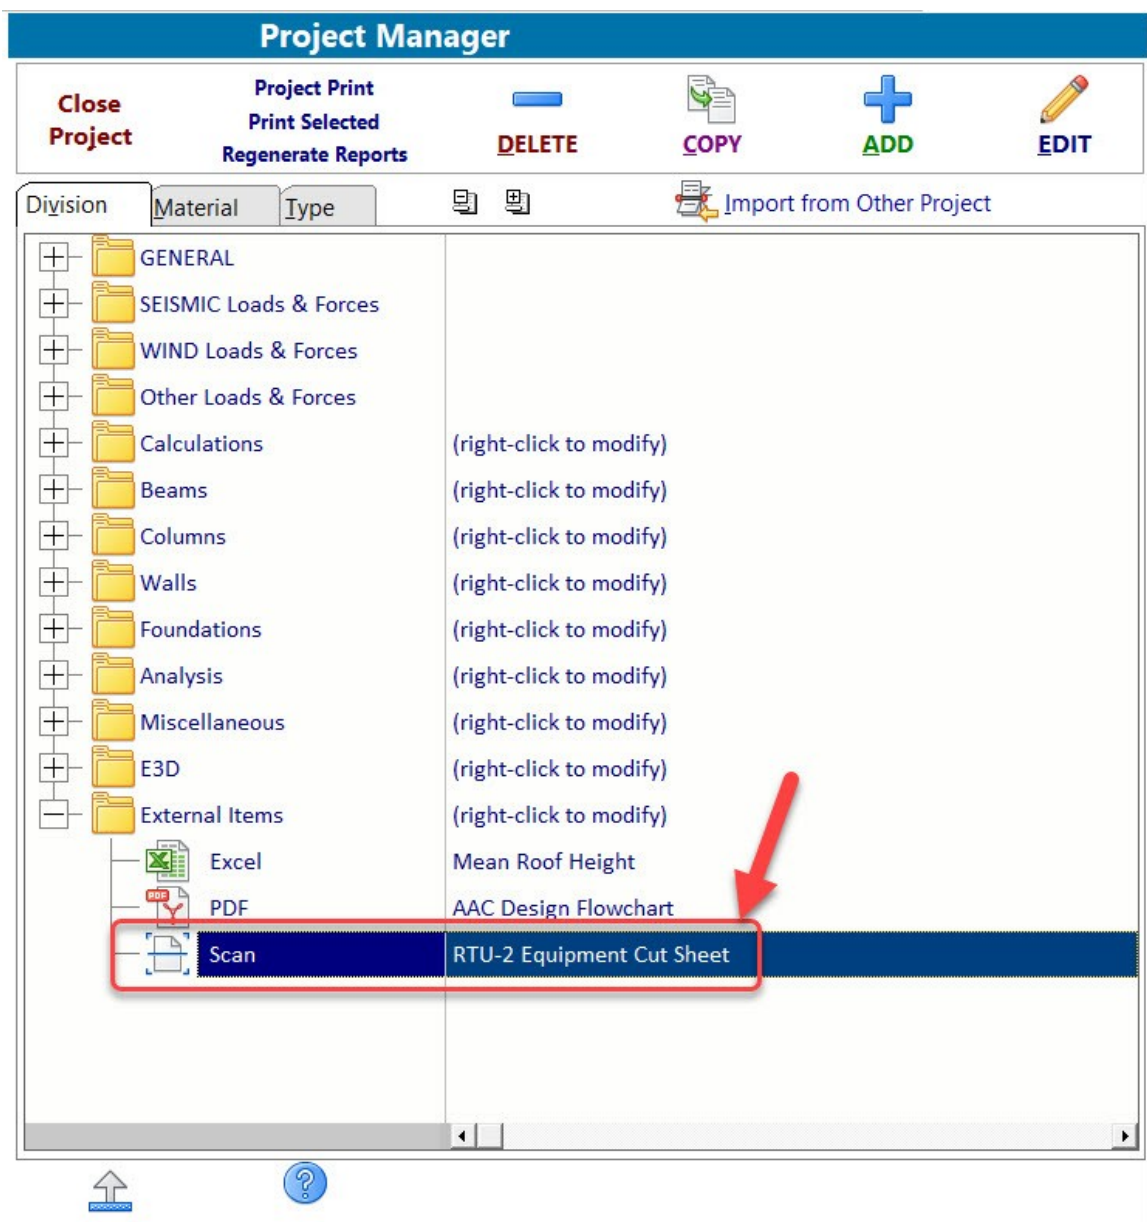 Project Manager
Close Project
Project Print
Print Selected
Regenerate Reports
DELETE
COPY
ADD
EDIT
Division
Material
Type
Import from Other Project
GENERAL
SEISMIC Loads & Forces
WIND Loads & Forces
Other Loads & Forces
Calculations (right-click to modify)
Beams (right-click to modify)
Columns (right-click to modify)
Walls (right-click to modify)
Foundations (right-click to modify)
Analysis (right-click to modify)
Miscellaneous (right-click to modify)
E3D (right-click to modify)
External Items (right-click to modify)
Excel Mean Roof Height
PDF PDF AAC Design Flowchart
Scan RTU-2 Equipment Cut Sheet
?